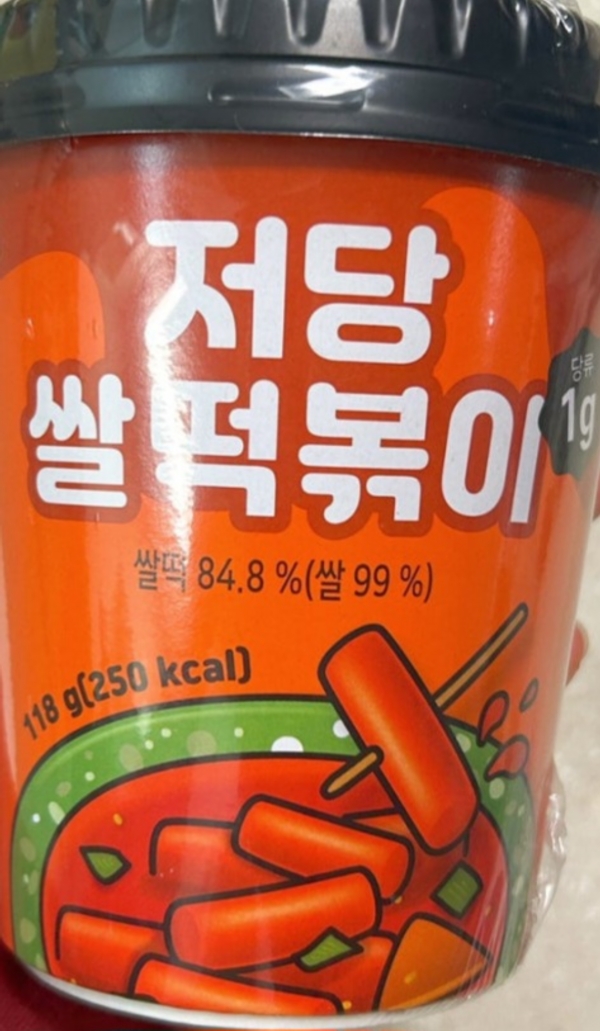 저당
쌀떡볶이
당류
1g
쌀떡 84.8 %(쌀 99 %)
118 g(250 kcal)